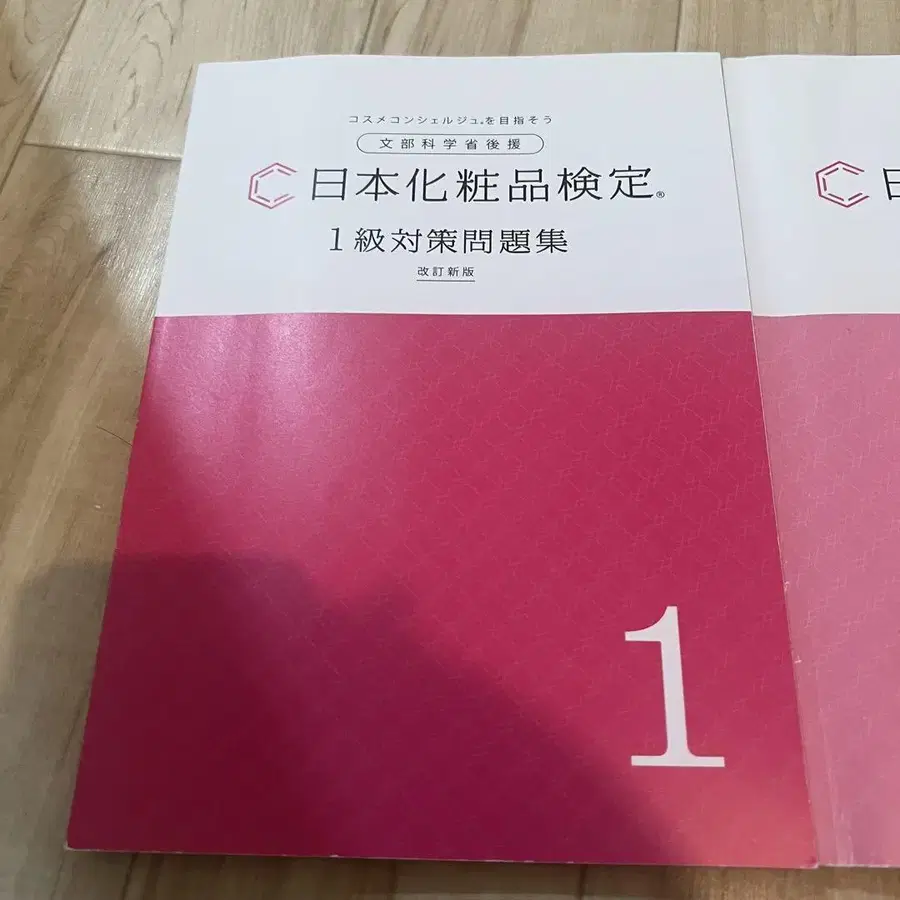 コスメコンシェルジュ®を目指そう
文部科学省後援
日本化粧品検定®
1級対策問題集
改訂新版
1
日